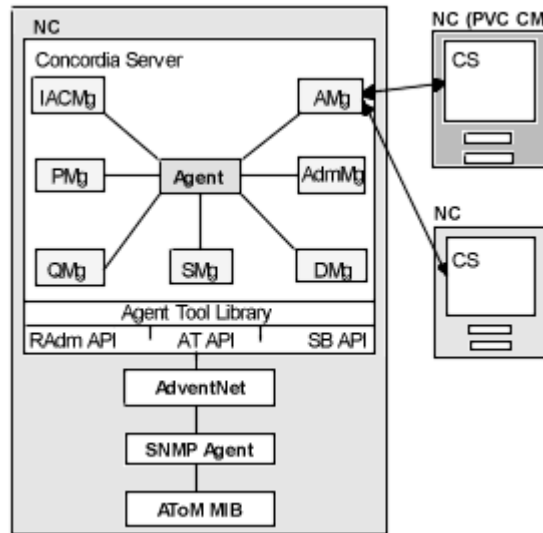 NC
Concordia Server
IACMg
AMg
PMg
Agent
AdmMg
QMg
SMg
DMg
Agent Tool Library
RAdm API
AT API
SB API
AdventNet
SNMP Agent
AToM MIB
NC (PVC CM
CS
NC
CS